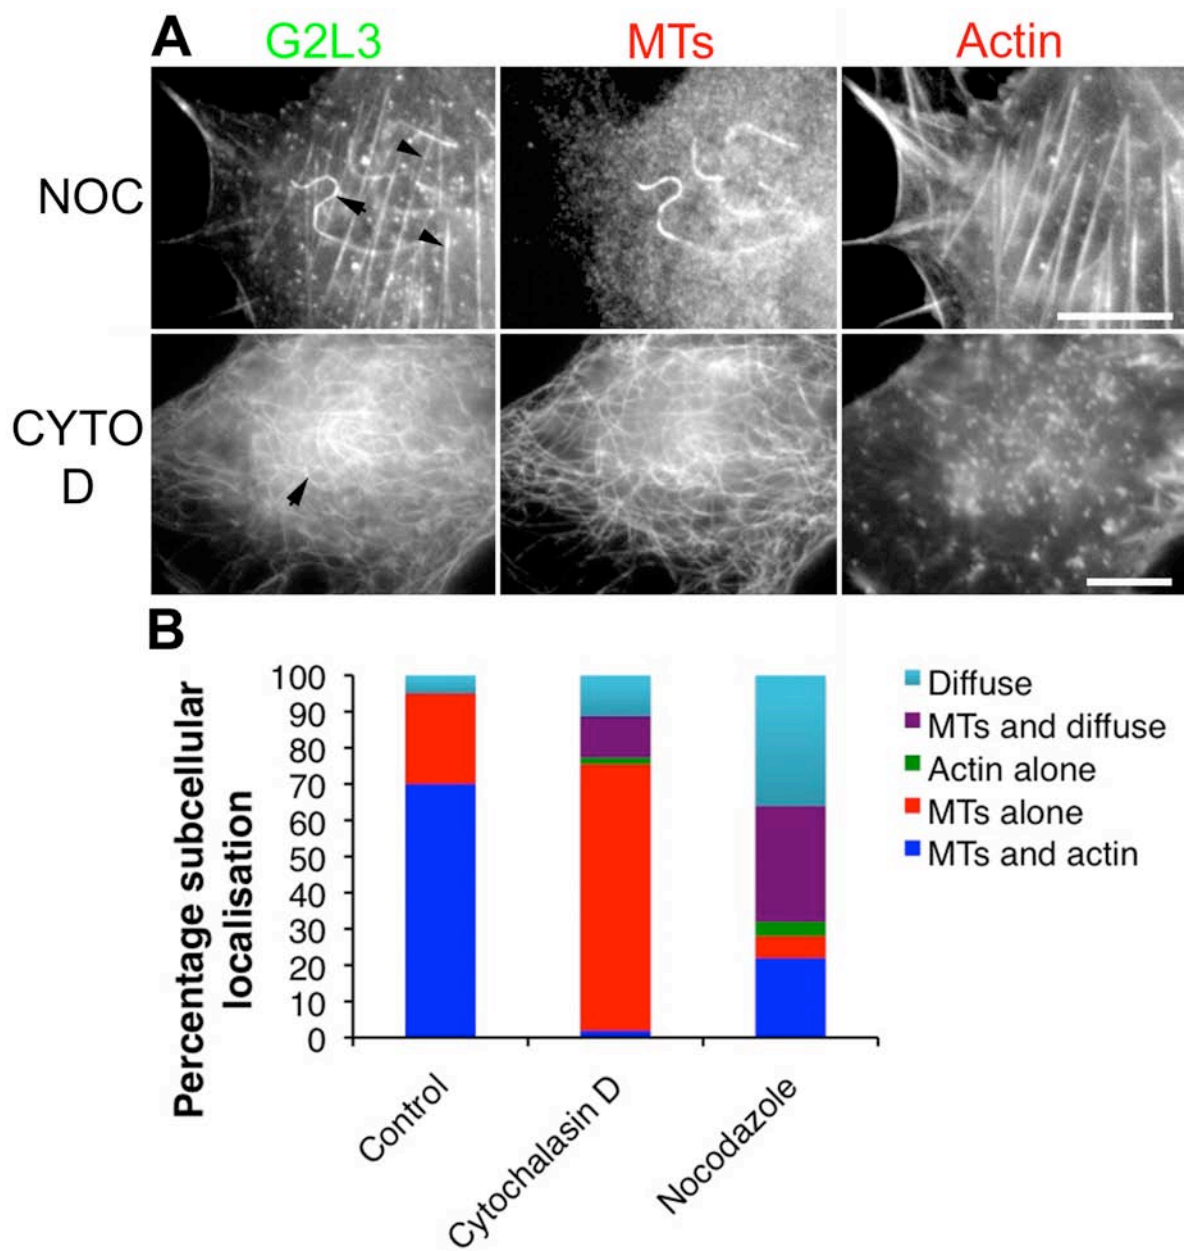 A G2L3 MTs Actin
NOC
CYTO
D
B
Percentage subcellular
localisation
100
90
80
70
60
50
40
30
20
10
0
Control
Cytochalasin D
Nocodazole
Diffuse
MTs and diffuse
Actin alone
MTs alone
MTs and actin